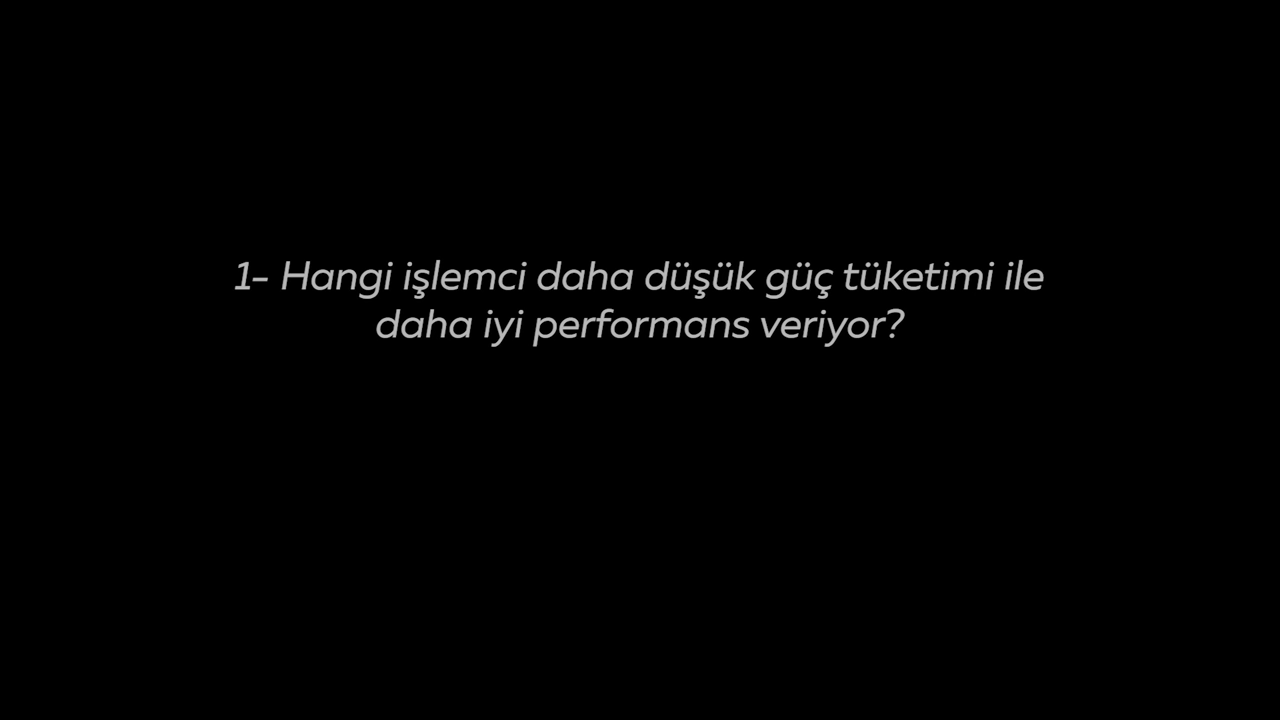 1- Hangi işlemci daha düşük güç tüketimi ile
daha iyi performans veriyor?